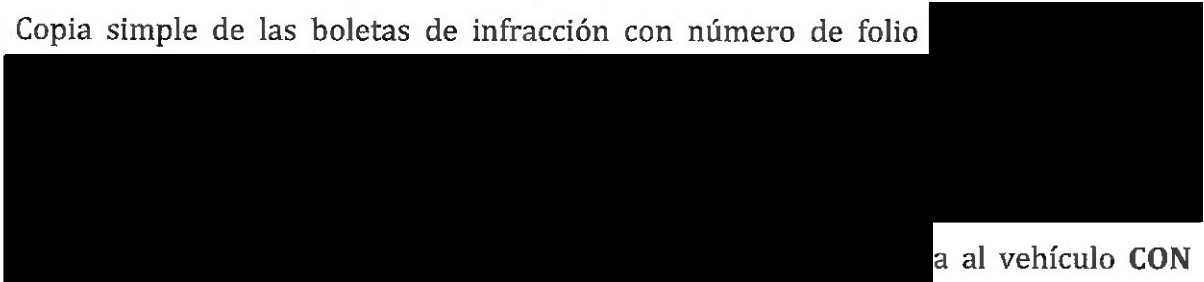 Copia simple de las boletas de infracción con número de folio
a al vehículo CON